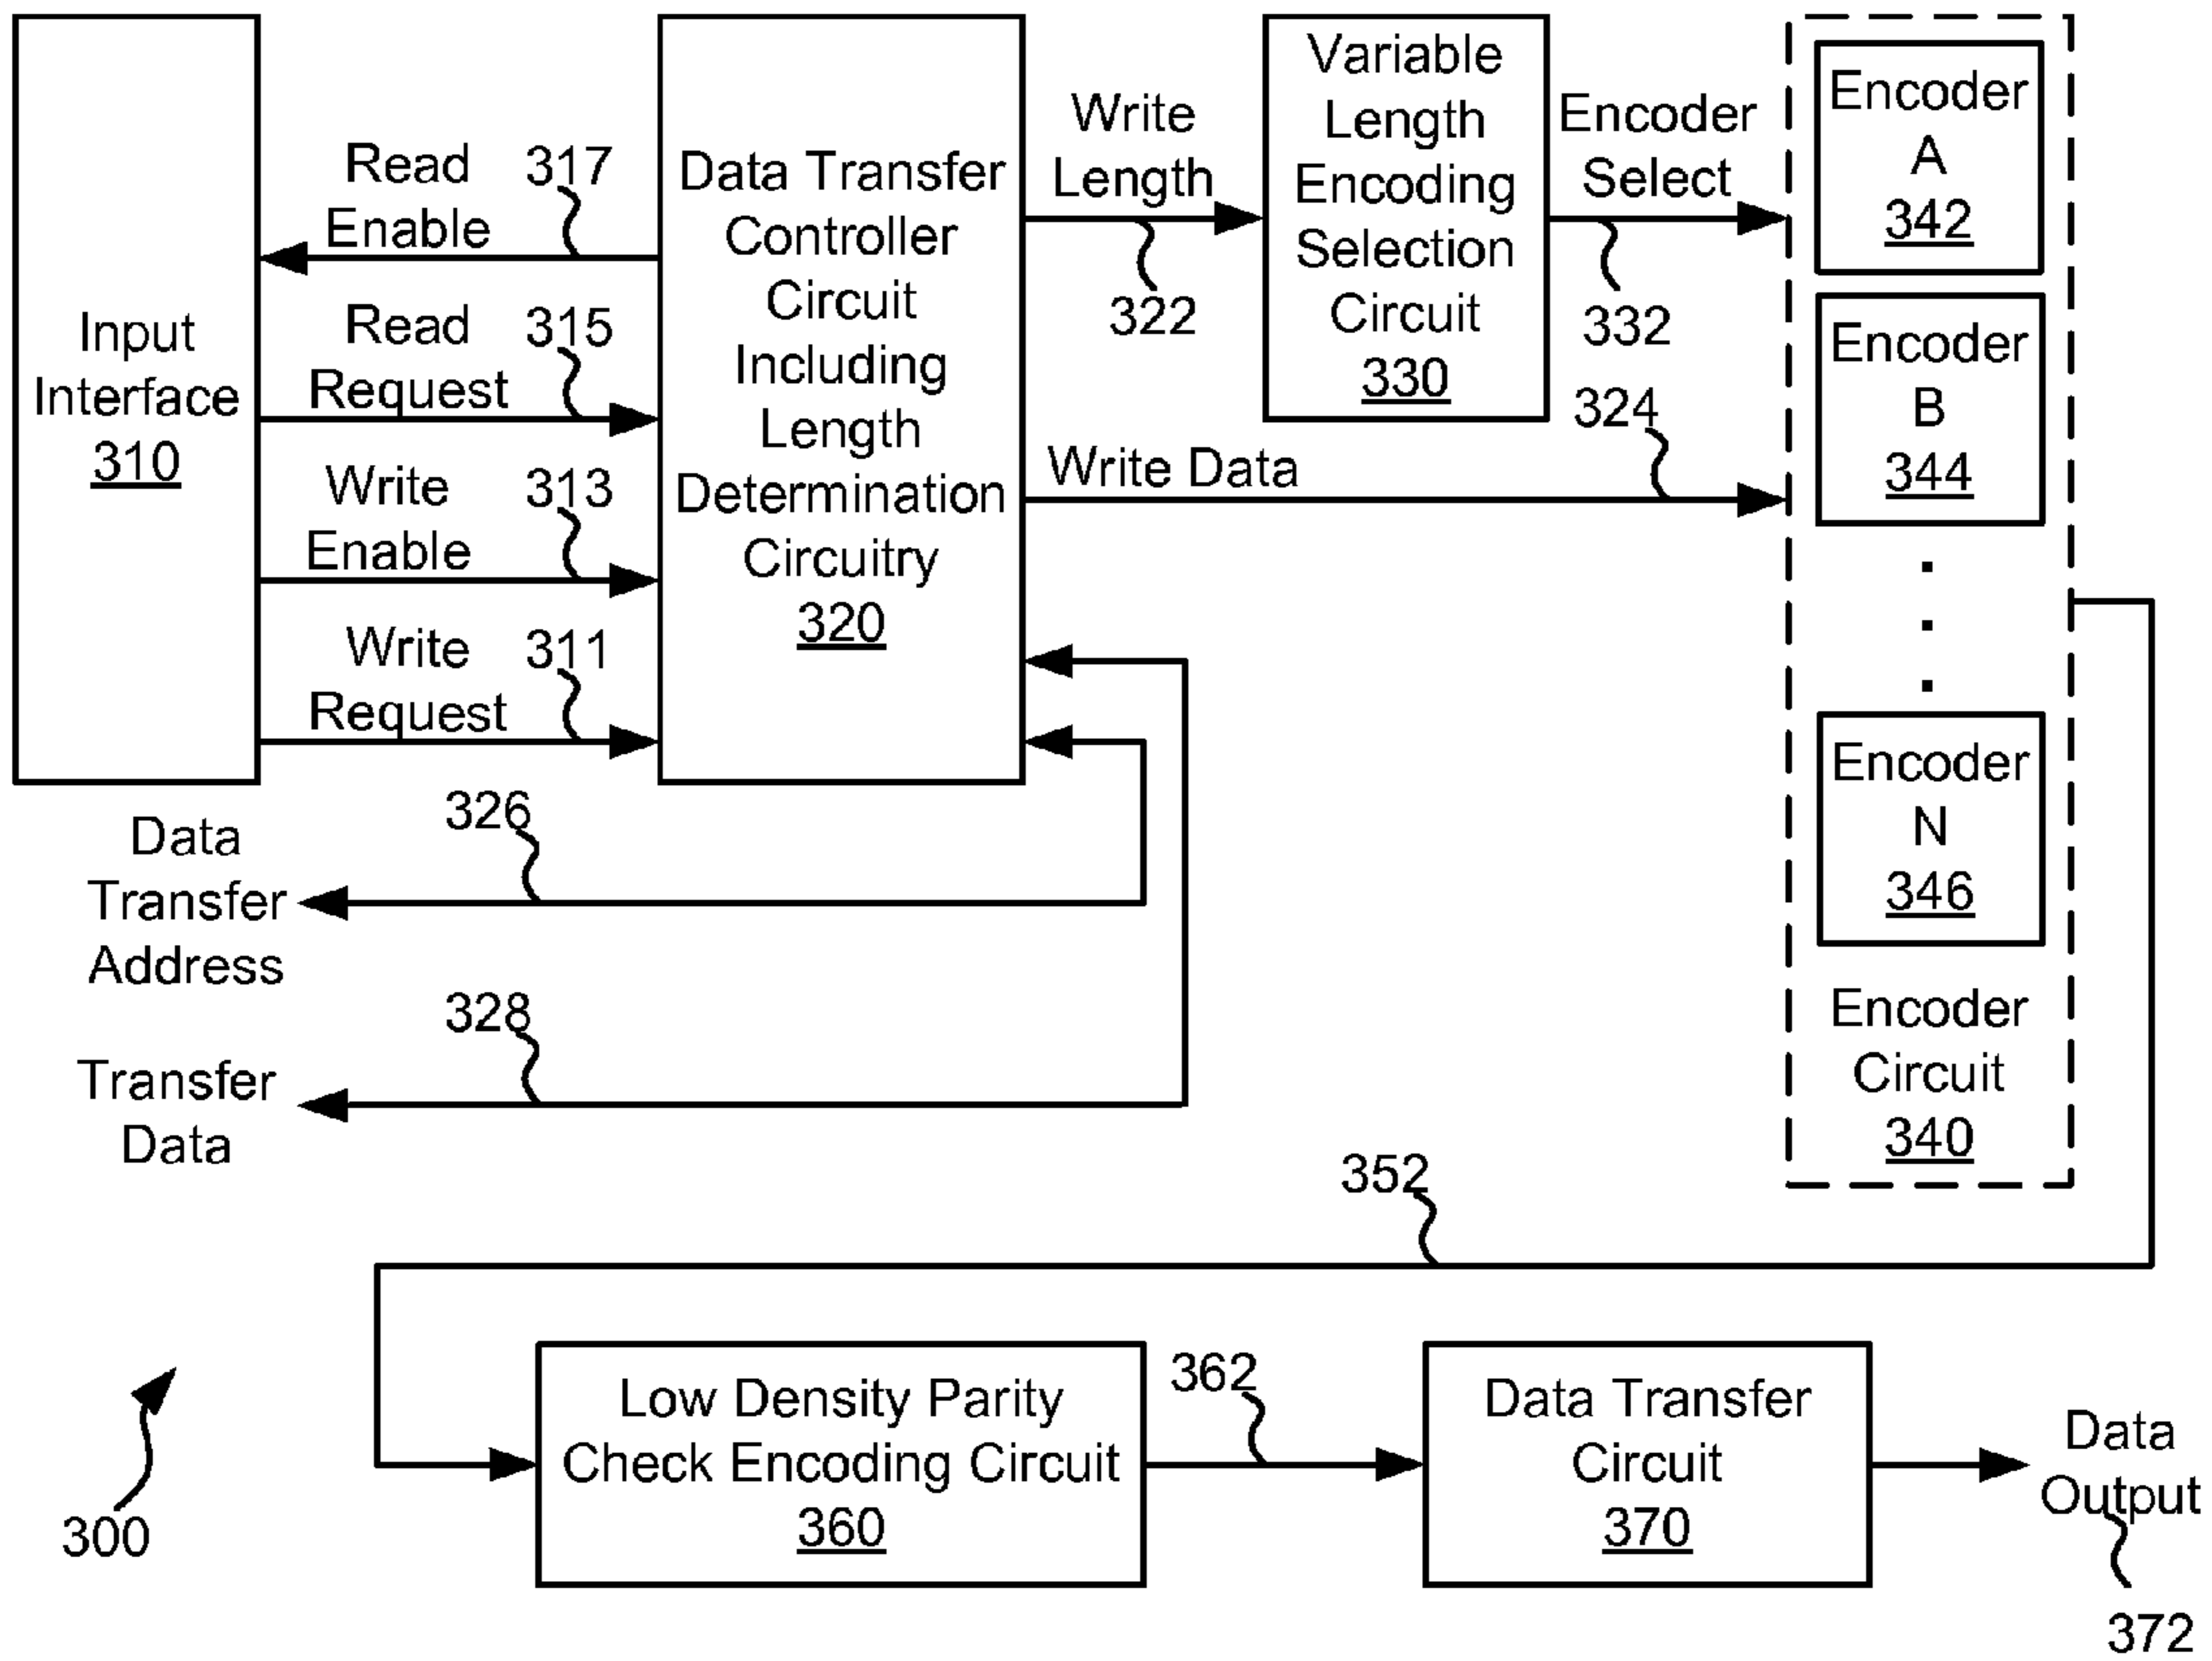 Input
Interface
310
Read
Enable
317
Read
Request
315
Write
Enable
313
Write
Request
311
Data Transfer
Controller
Circuit
Including
Length
Determination
Circuitry
320
Write
Length
322
Variable
Length
Encoding
Selection
Circuit
330
Encoder
Select
332
Write Data
324
Encoder
A
342
Encoder
B
344
.
.
.
Encoder
N
346
Encoder
Circuit
340
Data
Transfer
Address
326
Transfer
Data
328
352
Low Density Parity
Check Encoding Circuit
360
362
Data Transfer
Circuit
370
Data
Output
372
300